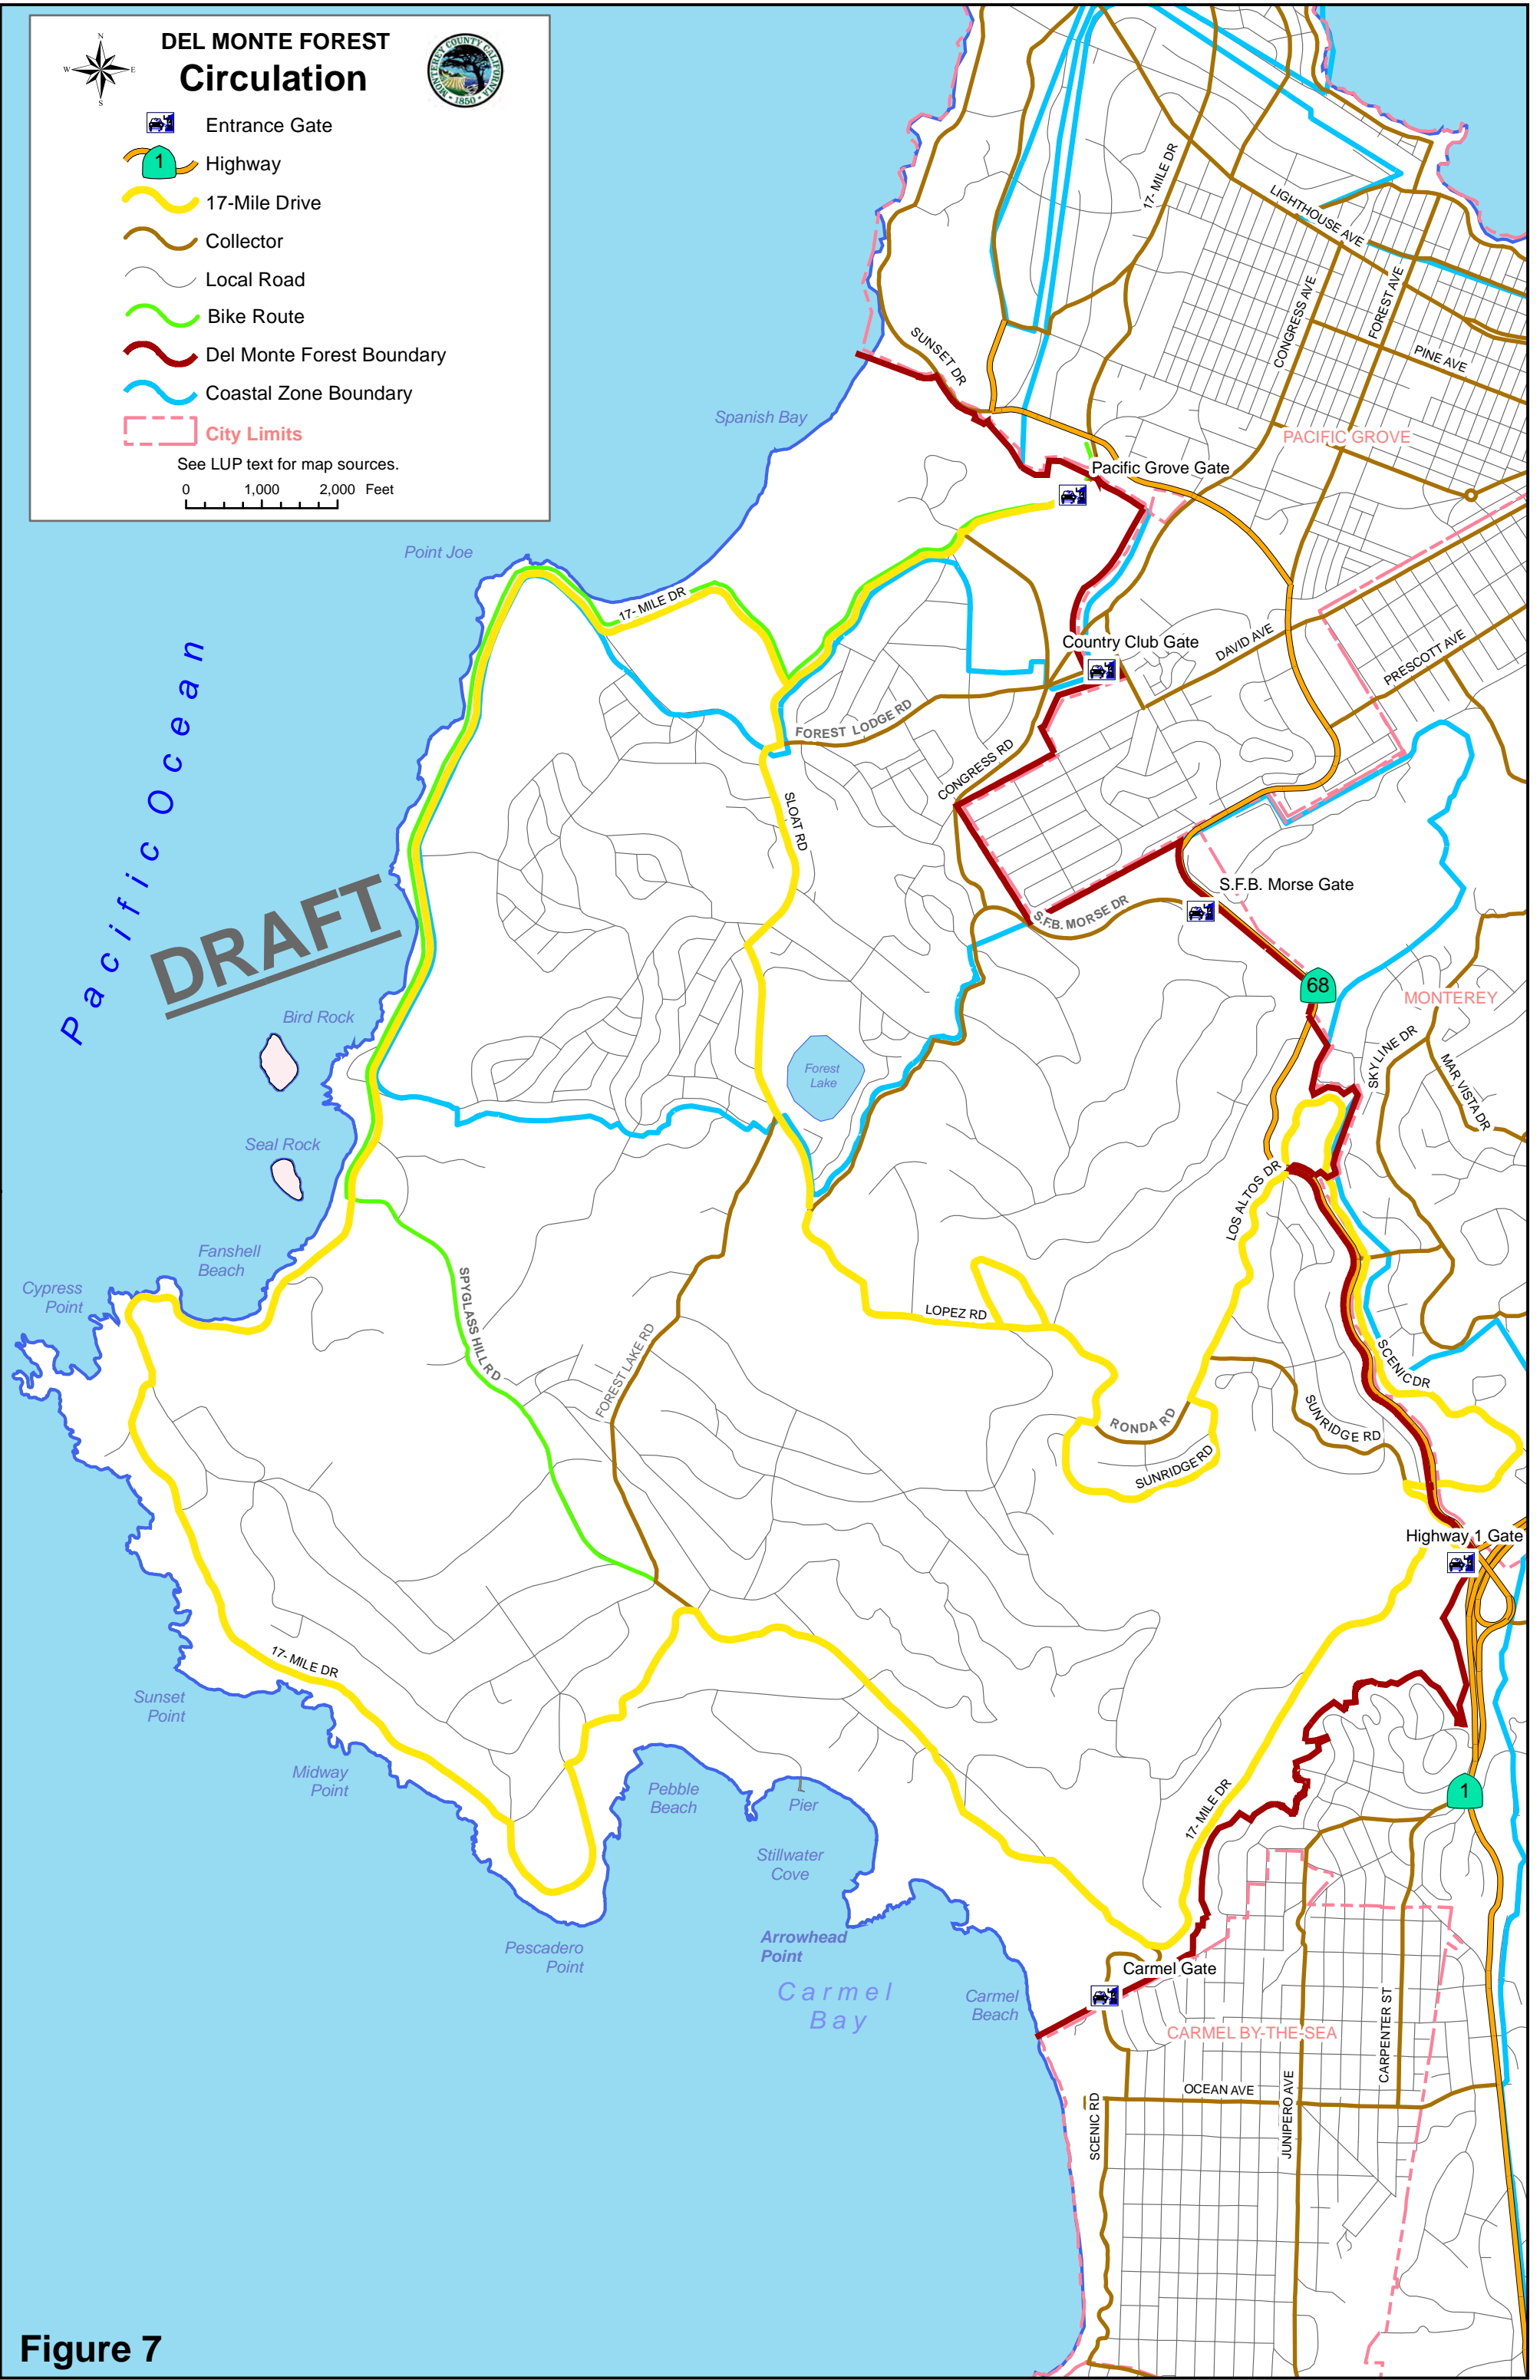 DEL MONTE FOREST
Circulation
N
W
E
S
MONTEREY COUNTY CALIFORNIA
1850
Entrance Gate
1
Highway
17-Mile Drive
Collector
Local Road
Bike Route
Del Monte Forest Boundary
Coastal Zone Boundary
City Limits
See LUP text for map sources.
0 1,000 2,000 Feet
17- MILE DR
LIGHTHOUSE AVE
CONGRESS AVE
FOREST AVE
SUNSET DR
PINE AVE
Spanish Bay
PACIFIC GROVE
Pacific Grove Gate
Point Joe
17- MILE DR
Country Club Gate
DAVID AVE
PRESCOTT AVE
Pacific Ocean
FOREST LODGE RD
CONGRESS RD
SLOAT RD
DRAFT
S.F.B. Morse Gate
S.F.B. MORSE DR
68
MONTEREY
Bird Rock
SKYLINE DR
MAR VISTA DR
Forest
Lake
Seal Rock
LOS ALTOS DR
Fanshell
Beach
Cypress
Point
SPYGLASS HILL RD
LOPEZ RD
FOREST LAKE RD
SCENIC DR
RONDA RD
SUNRIDGE RD
SUNRIDGE RD
Highway 1 Gate
17- MILE DR
Sunset
Point
Midway
Point
Pebble
Beach
Pier
17- MILE DR
1
Stillwater
Cove
Arrowhead
Point
Pescadero
Point
Carmel
Bay
Carmel
Beach
Carmel Gate
CARMEL BY-THE-SEA
CARPENTER ST
OCEAN AVE
SCENIC RD
JUNIPERO AVE
Figure 7